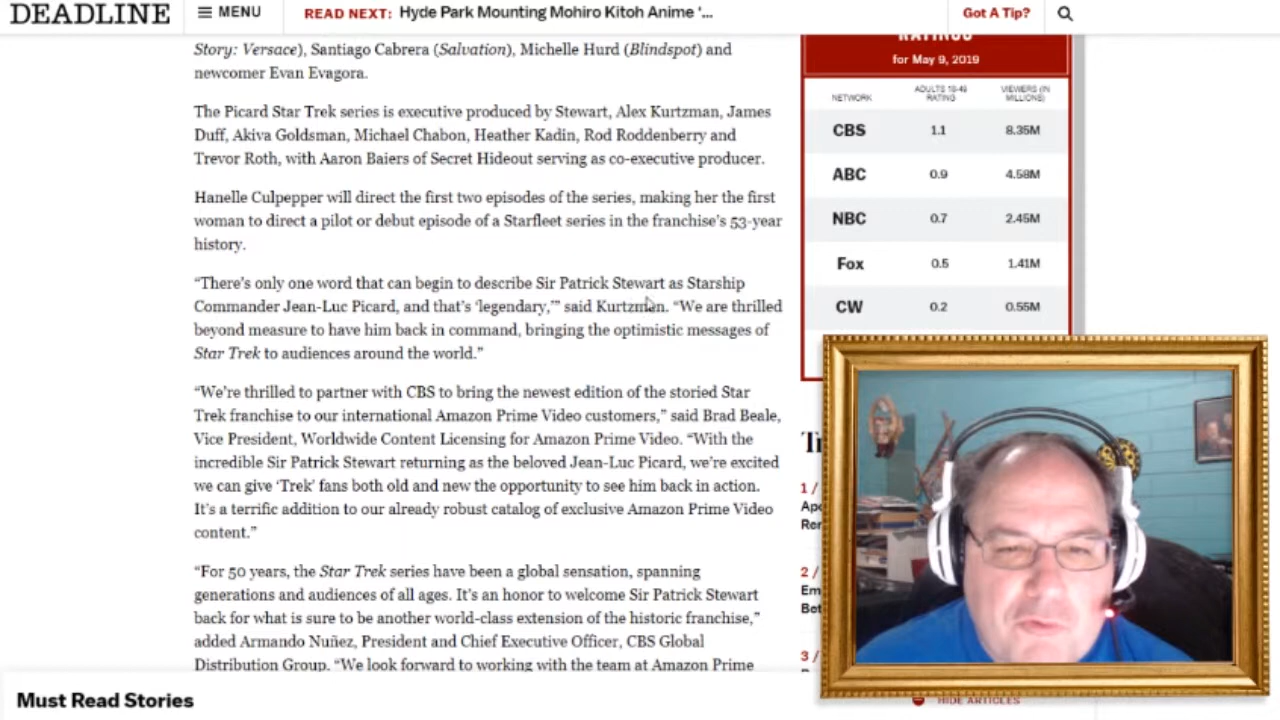 DEADLINE
MENU
READ NEXT: Hyde Park Mounting Mohiro Kitoh Anime ‘...
Got A Tip?
Story: Versace), Santiago Cabrera (Salvation), Michelle Hurd (Blindspot) and
newcomer Evan Evagora.
The Picard Star Trek series is executive produced by Stewart, Alex Kurtzman, James
Duff, Akiva Goldsman, Michael Chabon, Heather Kadin, Rod Roddenberry and
Trevor Roth, with Aaron Baiers of Secret Hideout serving as co-executive producer.
Hanelle Culpepper will direct the first two episodes of the series, making her the first
woman to direct a pilot or debut episode of a Starfleet series in the franchise’s 53-year
history.
“There’s only one word that can begin to describe Sir Patrick Stewart as Starship
Commander Jean-Luc Picard, and that’s ‘legendary,’” said Kurtzman. “We are thrilled
beyond measure to have him back in command, bringing the optimistic messages of
Star Trek to audiences around the world.”
“We’re thrilled to partner with CBS to bring the newest edition of the storied Star
Trek franchise to our international Amazon Prime Video customers,” said Brad Beale,
Vice President, Worldwide Content Licensing for Amazon Prime Video. “With the
incredible Sir Patrick Stewart returning as the beloved Jean-Luc Picard, we’re excited
we can give ‘Trek’ fans both old and new the opportunity to see him back in action.
It’s a terrific addition to our already robust catalog of exclusive Amazon Prime Video
content.”
“For 50 years, the Star Trek series have been a global sensation, spanning
generations and audiences of all ages. It’s an honor to welcome Sir Patrick Stewart
back for what is sure to be another world-class extension of the historic franchise,”
added Armando Nuñez, President and Chief Executive Officer, CBS Global
Distribution Group. “We look forward to working with the team at Amazon Prime
RATINGS
for May 9, 2019
NETWORK ADULTS 18-49 RATING VIEWERS (IN MILLIONS)
CBS 1.1 8.35M
ABC 0.9 4.58M
NBC 0.7 2.45M
Fox 0.5 1.41M
CW 0.2 0.55M
1 /
2 /
3 /
Must Read Stories
HIDE ARTICLES